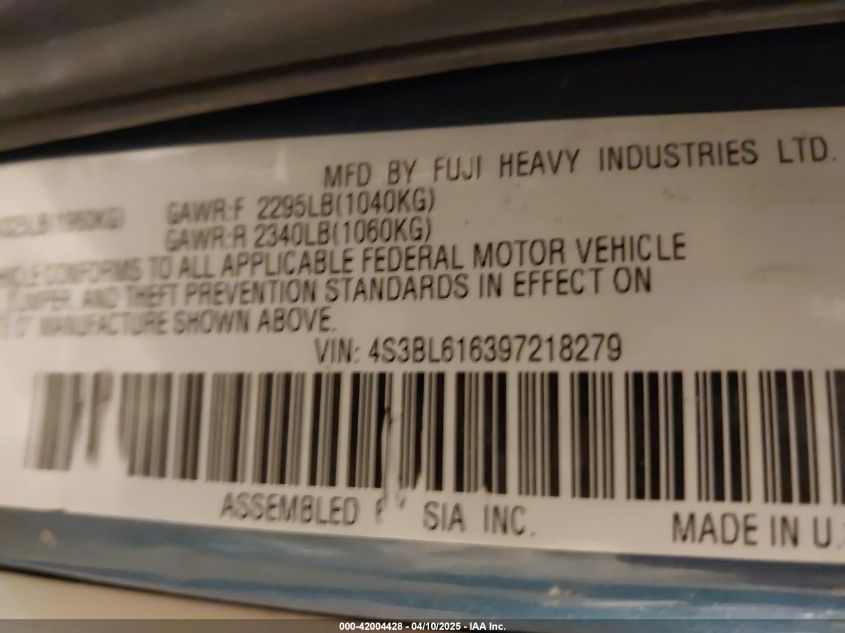 MFD BY FUJI HEAVY INDUSTRIES LTD.
GAWR:F 2295LB(1040KG)
GAWR:R 2340LB(1060KG)
CONFORMS TO ALL APPLICABLE FEDERAL MOTOR VEHICLE
AND THEFT PREVENTION STANDARDS IN EFFECT ON
MANUFACTURE SHOWN ABOVE.
VIN: 4S3BL616397218279
ASSEMBLED SIA INC.
MADE IN U.
000-42004428 - 04/10/2025 - IAA Inc.